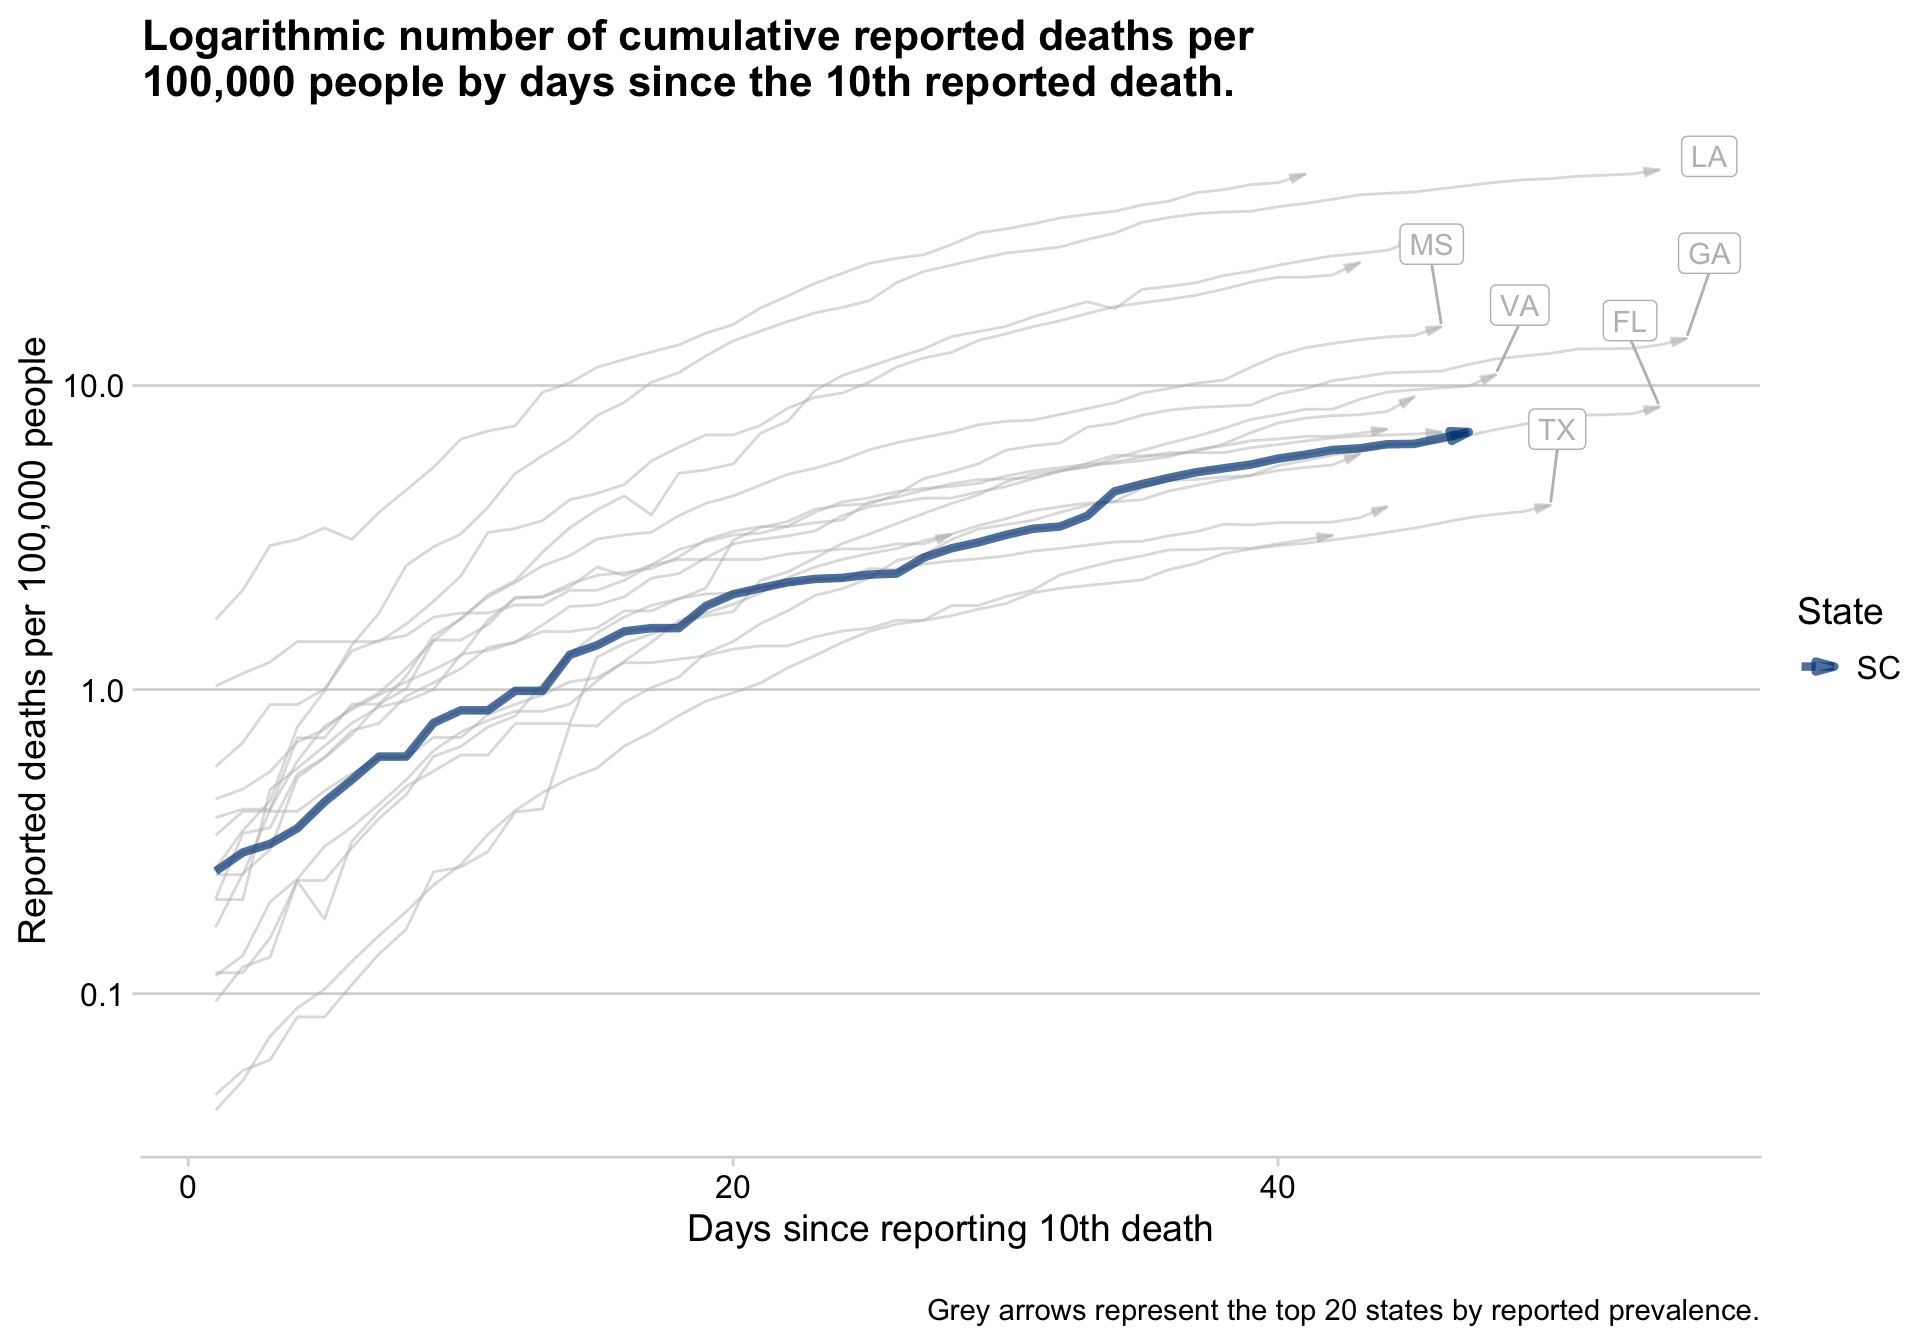 Logarithmic number of cumulative reported deaths per
100,000 people by days since the 10th reported death.
LA
MS
GA
VA
FL
TX
Reported deaths per 100,000 people
10.0
1.0
0.1
State
SC
0
20
40
Days since reporting 10th death
Grey arrows represent the top 20 states by reported prevalence.